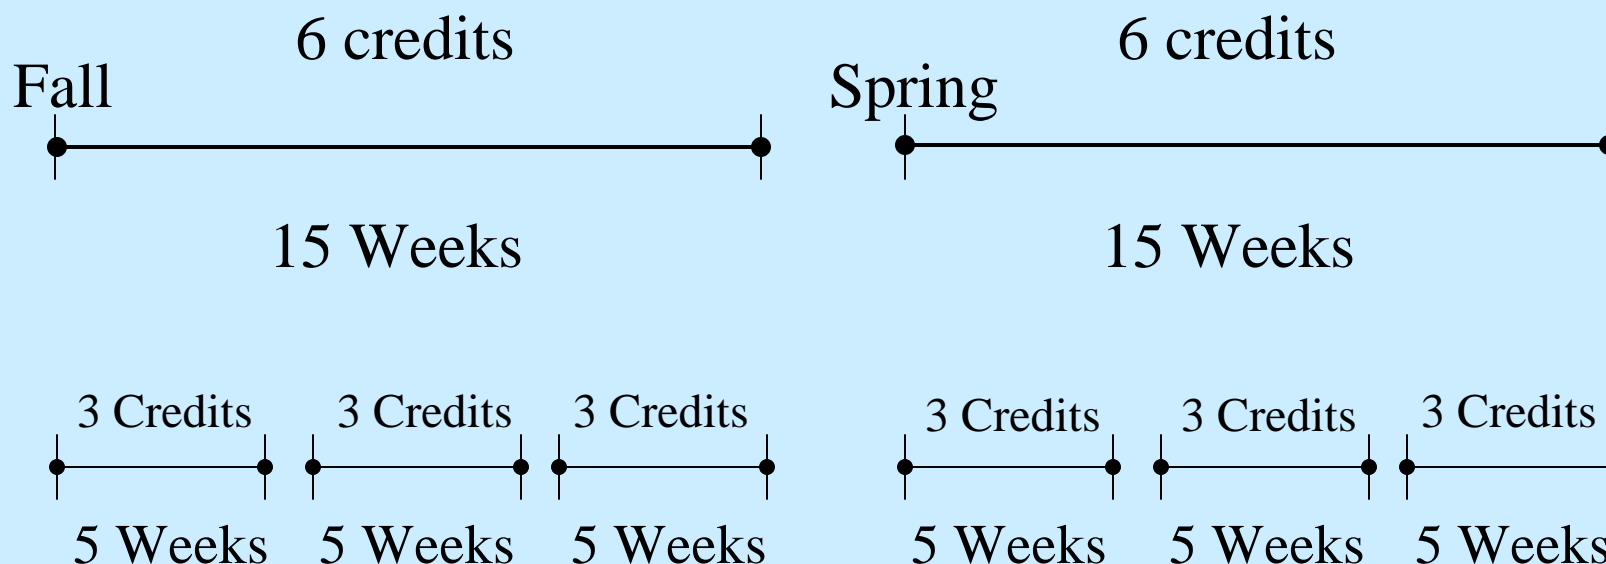 6 credits 6 credits
Fall Spring
15 Weeks 15 Weeks
3 Credits 3 Credits 3 Credits 3 Credits 3 Credits 3 Credits
5 Weeks 5 Weeks 5 Weeks 5 Weeks 5 Weeks 5 Weeks